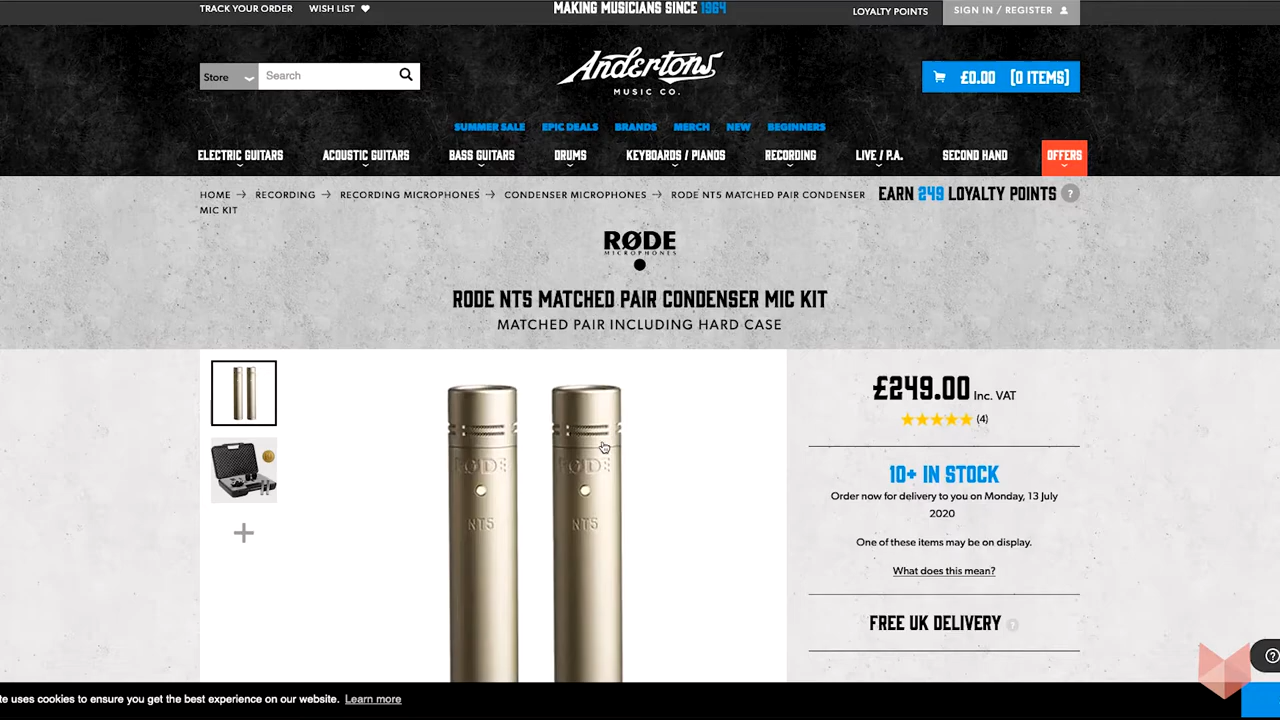 TRACK YOUR ORDER WISH LIST
MAKING MUSICIANS SINCE 1964
LOYALTY POINTS SIGN IN / REGISTER
Store Search
Andertons
MUSIC CO.
£0.00 [0 ITEMS]
SUMMER SALE EPIC DEALS BRANDS MERCH NEW BEGINNERS
ELECTRIC GUITARS ACOUSTIC GUITARS BASS GUITARS DRUMS KEYBOARDS / PIANOS RECORDING LIVE / P.A. SECOND HAND OFFERS
HOME → RECORDING → RECORDING MICROPHONES → CONDENSER MICROPHONES → RODE NT5 MATCHED PAIR CONDENSER
MIC KIT
EARN 249 LOYALTY POINTS ?
RØDE
MICROPHONES
RODE NT5 MATCHED PAIR CONDENSER MIC KIT
MATCHED PAIR INCLUDING HARD CASE
RØDE RØDE
NT5 NT5
£249.00 Inc. VAT
(4)
10+ IN STOCK
Order now for delivery to you on Monday, 13 July
2020
One of these items may be on display.
What does this mean?
FREE UK DELIVERY ?
te uses cookies to ensure you get the best experience on our website. Learn more